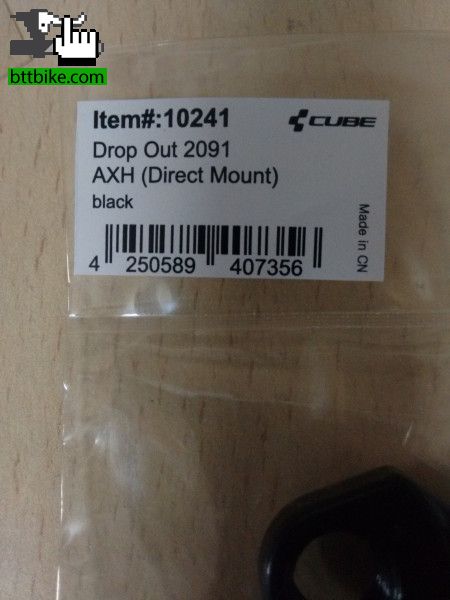 bttbike.com
Item#:10241
CUBE
Drop Out 2091
AXH (Direct Mount)
black
4 250589 407356
Made in CN